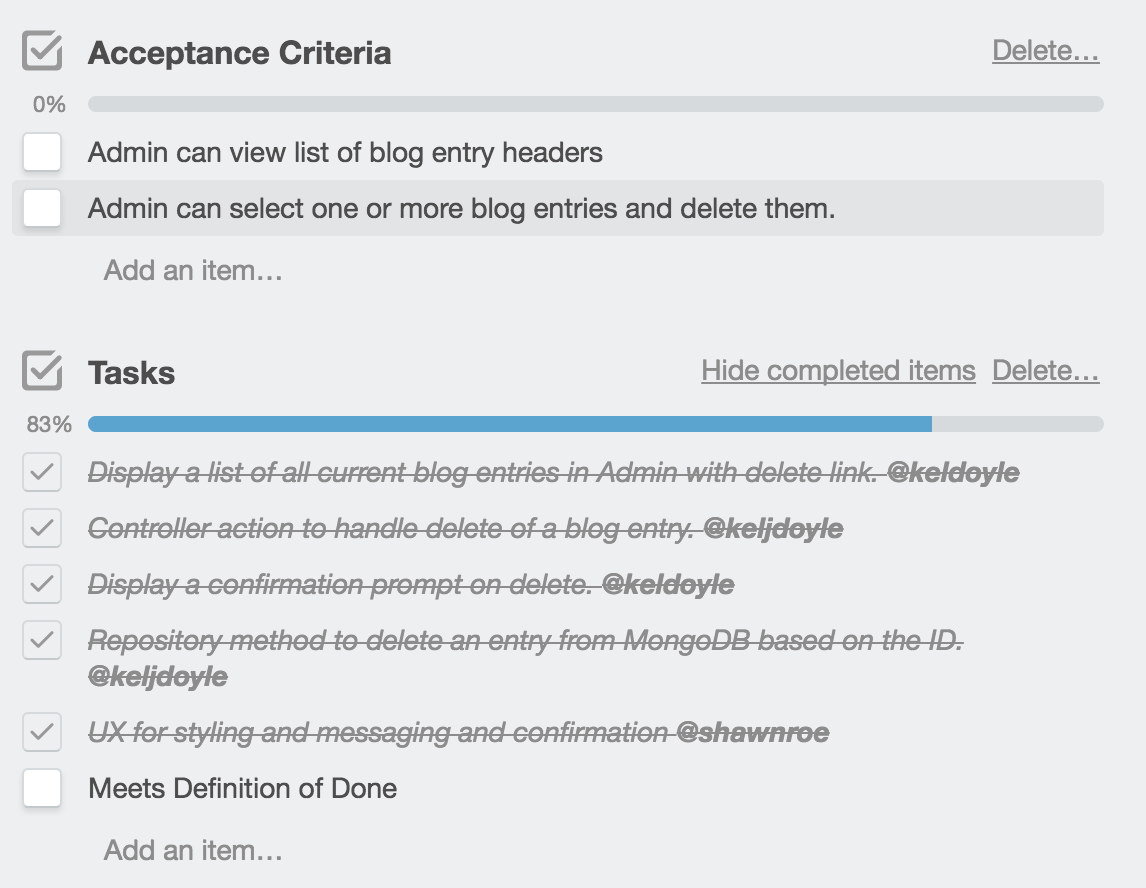 Acceptance Criteria
Delete…
0%
Admin can view list of blog entry headers
Admin can select one or more blog entries and delete them.
Add an item…
Tasks
Hide completed items
Delete…
83%
Display a list of all current blog entries in Admin with delete link. @keldoyle
Controller action to handle delete of a blog entry. @keljdoyle
Display a confirmation prompt on delete. @keldoyle
Repository method to delete an entry from MongoDB based on the ID.
@keljdoyle
UX for styling and messaging and confirmation @shawnroe
Meets Definition of Done
Add an item…